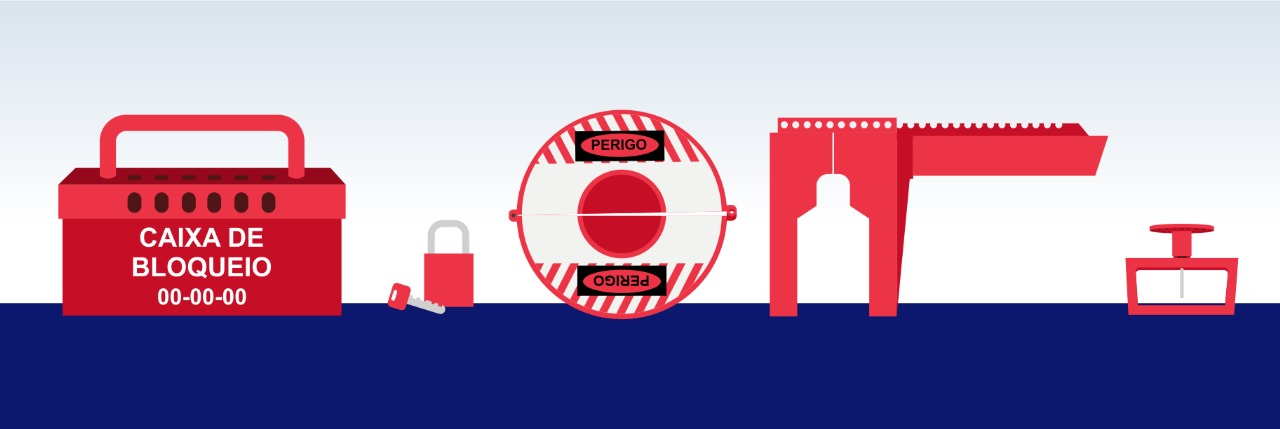 CAIXA DE
BLOQUEIO
00-00-00
PERIGO
PERIGO